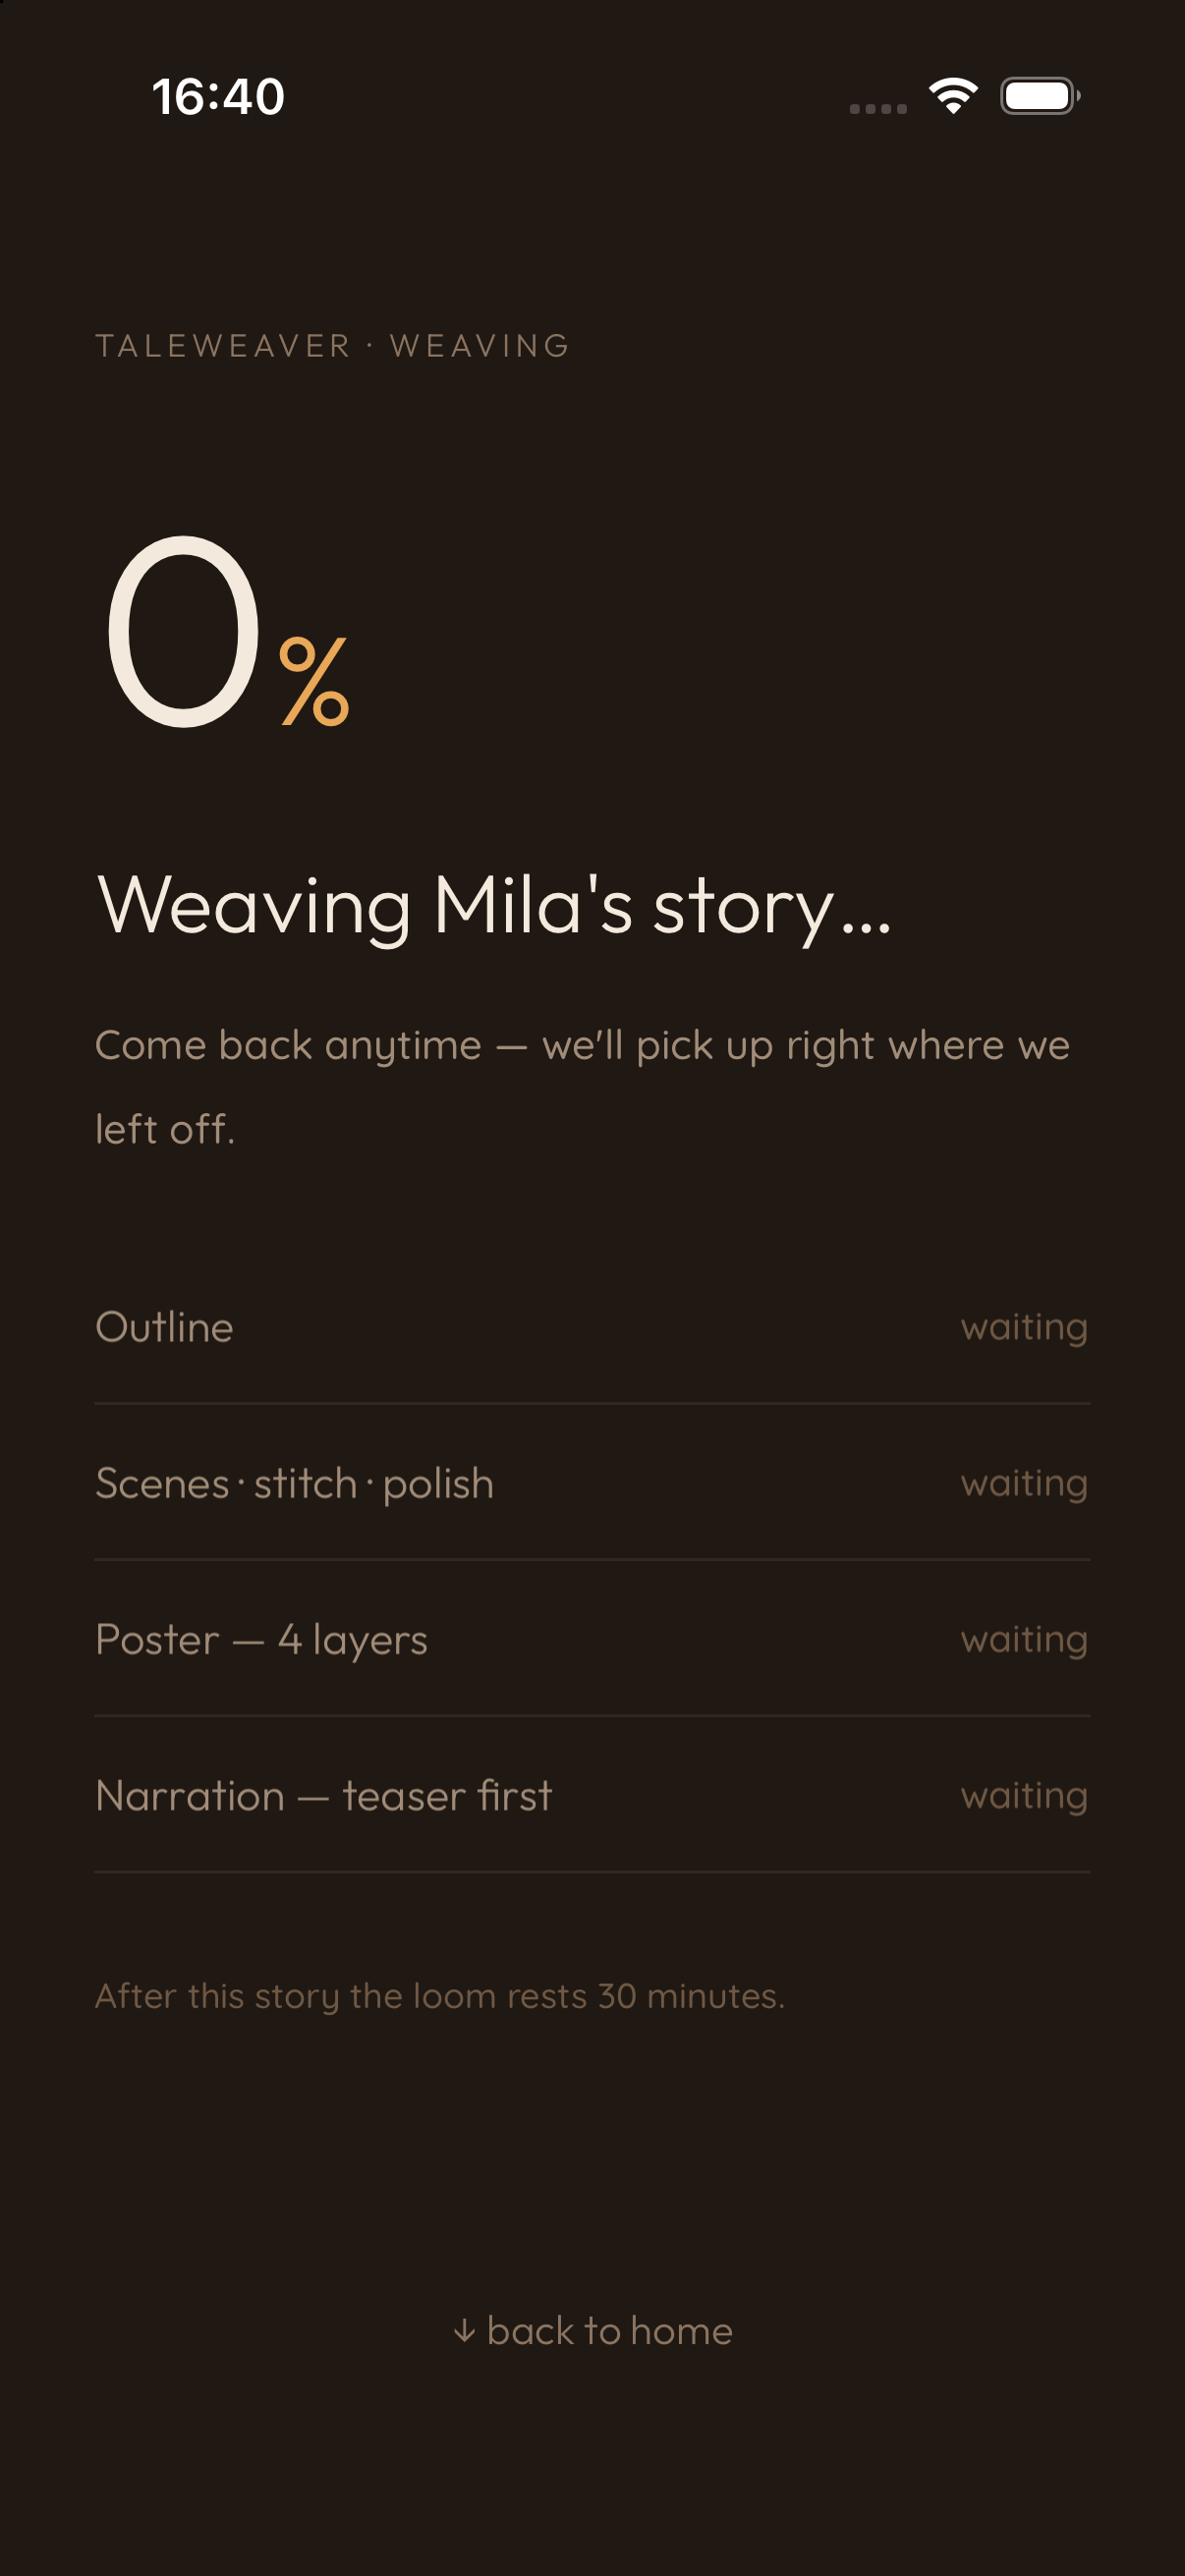 16:40
TALEWEAVER · WEAVING
0%
Weaving Mila's story...
Come back anytime — we'll pick up right where we
left off.
Outline waiting
Scenes · stitch · polish waiting
Poster — 4 layers waiting
Narration — teaser first waiting
After this story the loom rests 30 minutes.
↓ back to home